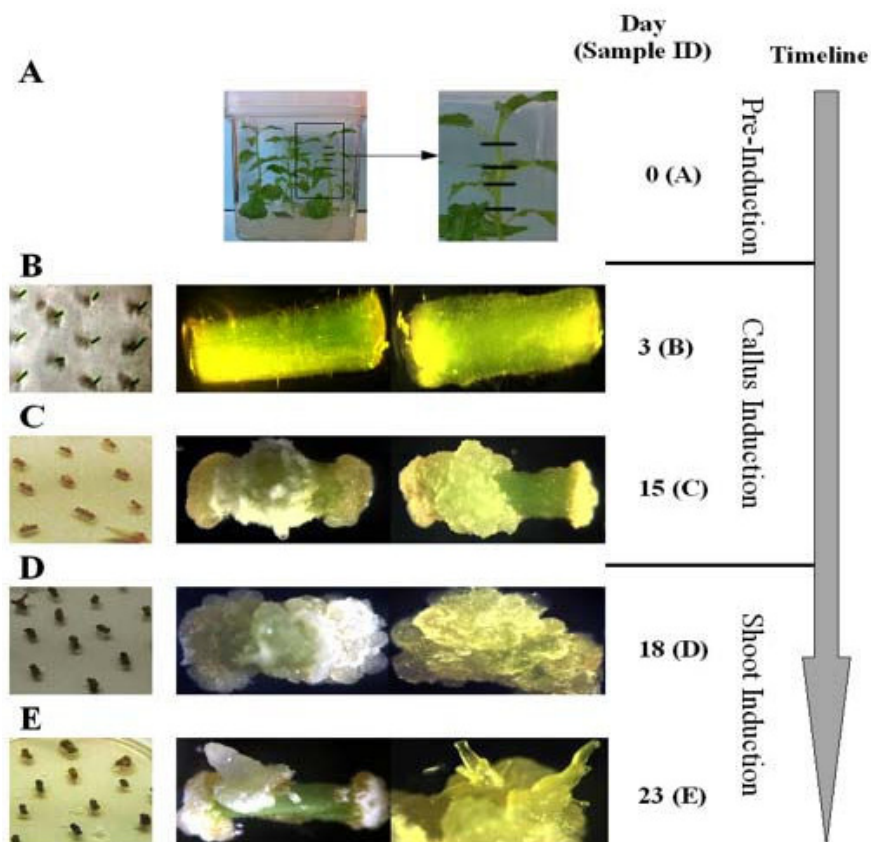 Day
(Sample ID)
Timeline
A
0 (A)
Pre-Induction
B
3 (B)
Callus Induction
C
15 (C)
D
18 (D)
Shoot Induction
E
23 (E)